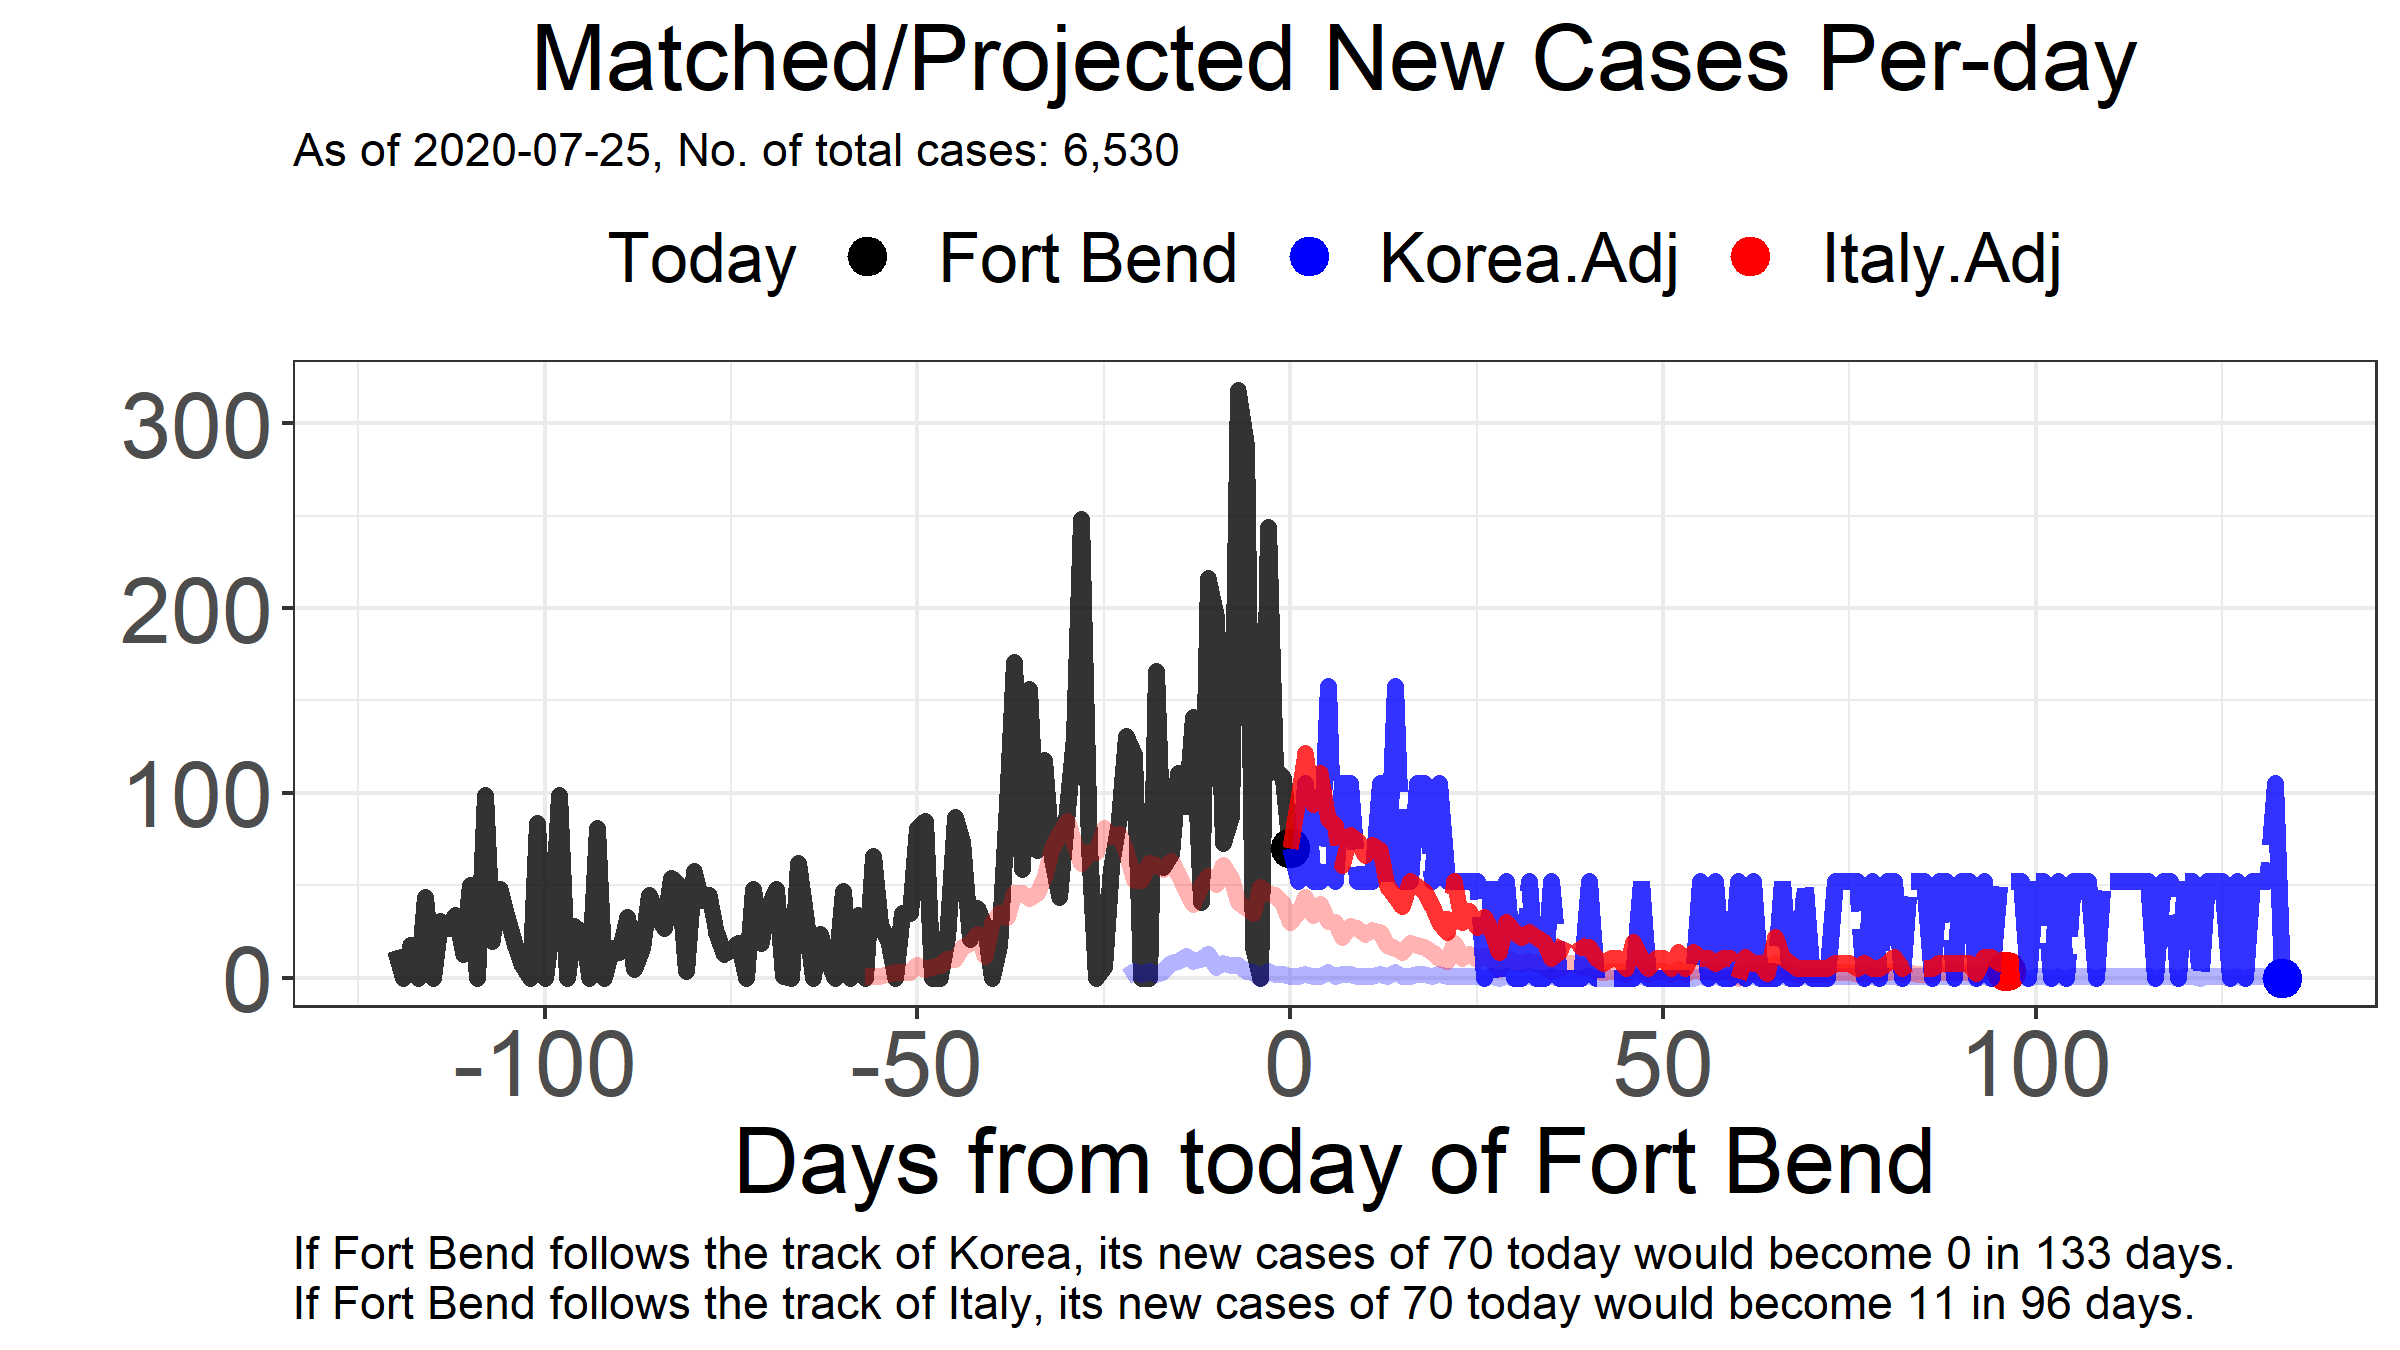 Matched/Projected New Cases Per-day
As of 2020-07-25, No. of total cases: 6,530
Today Fort Bend Korea.Adj Italy.Adj
300
200
100
0
-100 -50 0 50 100
Days from today of Fort Bend
If Fort Bend follows the track of Korea, its new cases of 70 today would become 0 in 133 days.
If Fort Bend follows the track of Italy, its new cases of 70 today would become 11 in 96 days.